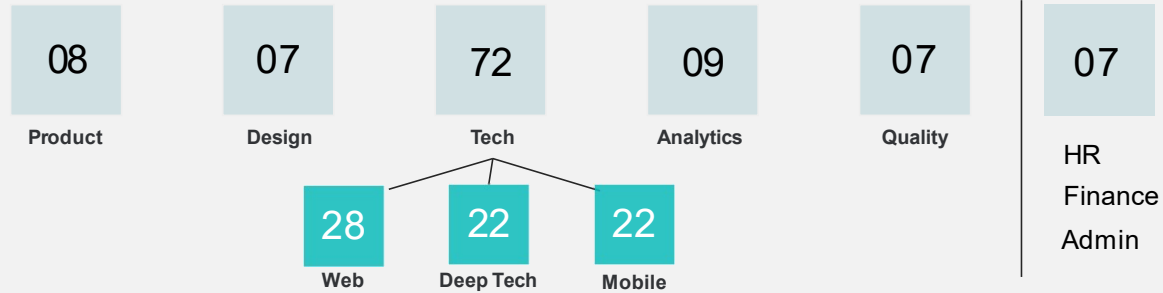 08 07 72 09 07 07
Product Design Tech Analytics Quality
HR
Finance
Admin
28 22 22
Web Deep Tech Mobile